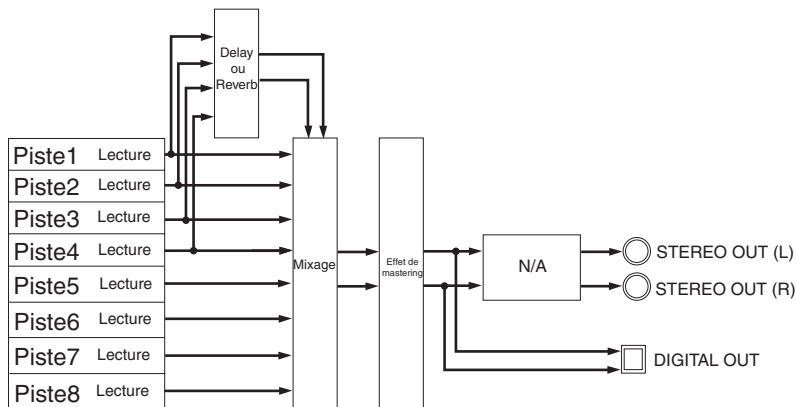 Delay
ou
Reverb
Piste1 Lecture
Piste2 Lecture
Piste3 Lecture
Piste4 Lecture
Piste5 Lecture
Piste6 Lecture
Piste7 Lecture
Piste8 Lecture
Mixage
Effet de
mastering
N/A
STEREO OUT (L)
STEREO OUT (R)
DIGITAL OUT